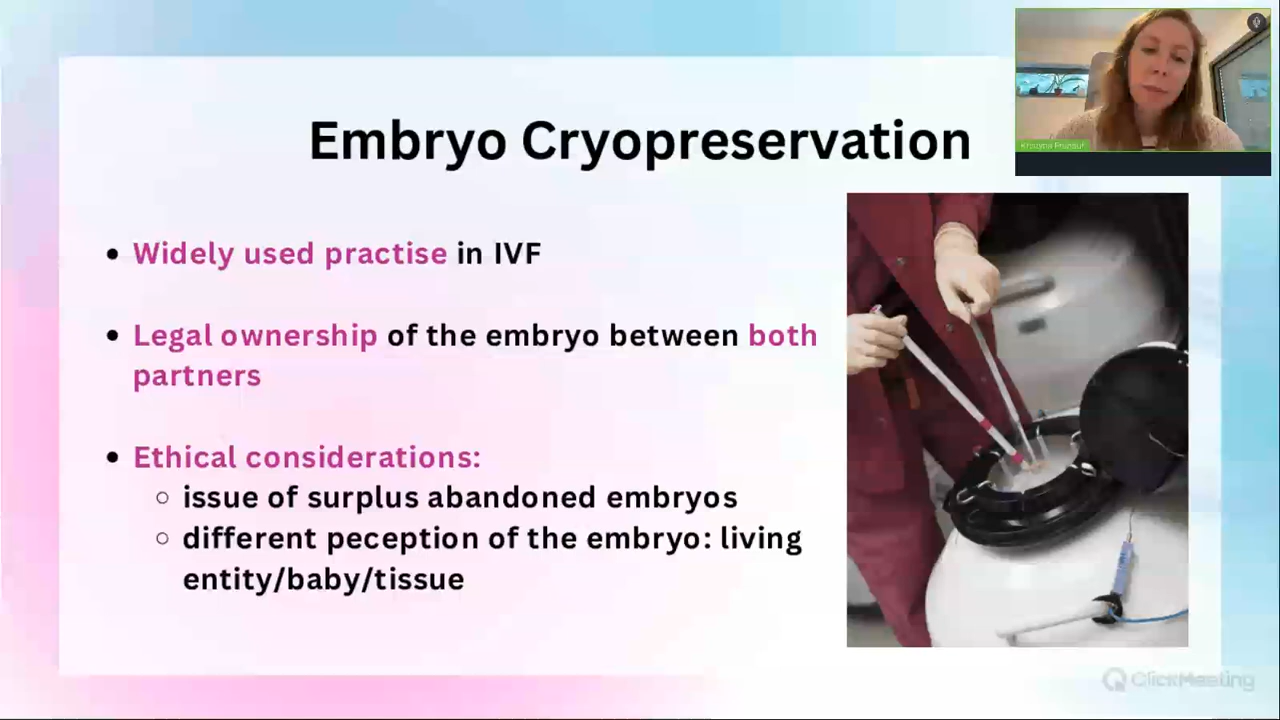 Embryo Cryopreservation
Widely used practise in IVF
Legal ownership of the embryo between both
partners
Ethical considerations:
issue of surplus abandoned embryos
different peception of the embryo: living
entity/baby/tissue
ClickMeeting